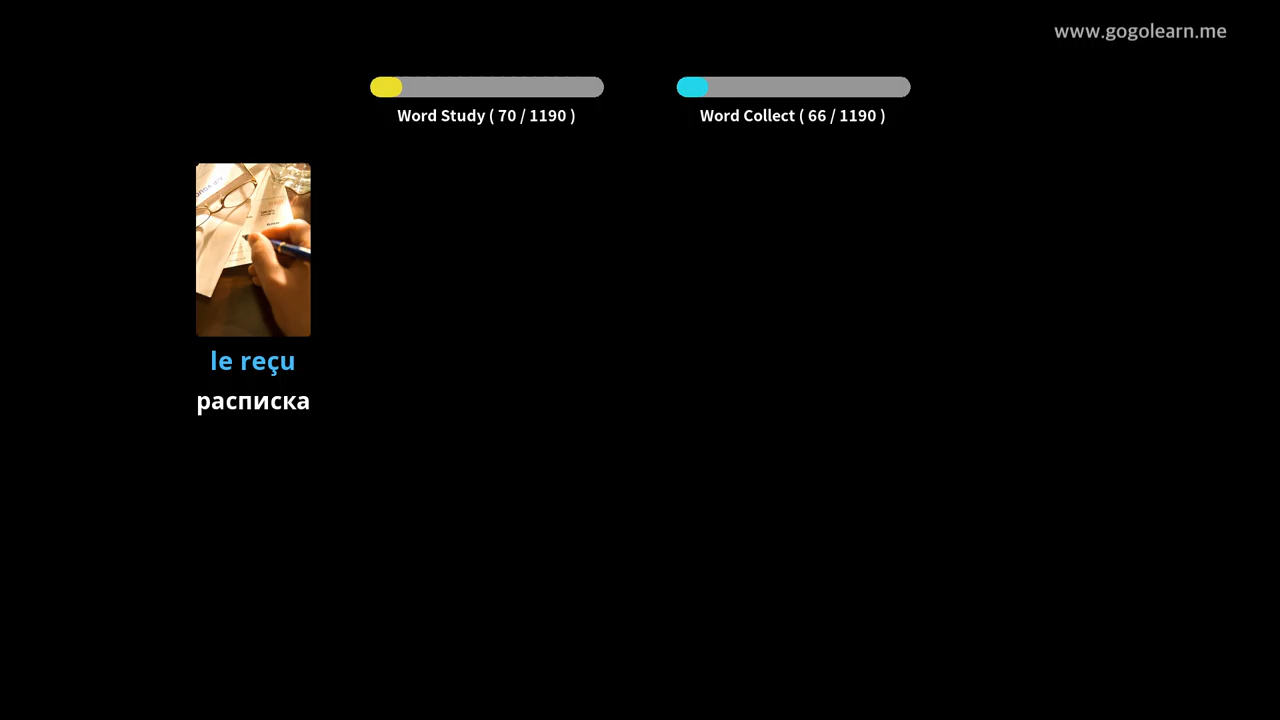 www.gogolearn.me
Word Study ( 70 / 1190 )
Word Collect ( 66 / 1190 )
le reçu
расписка